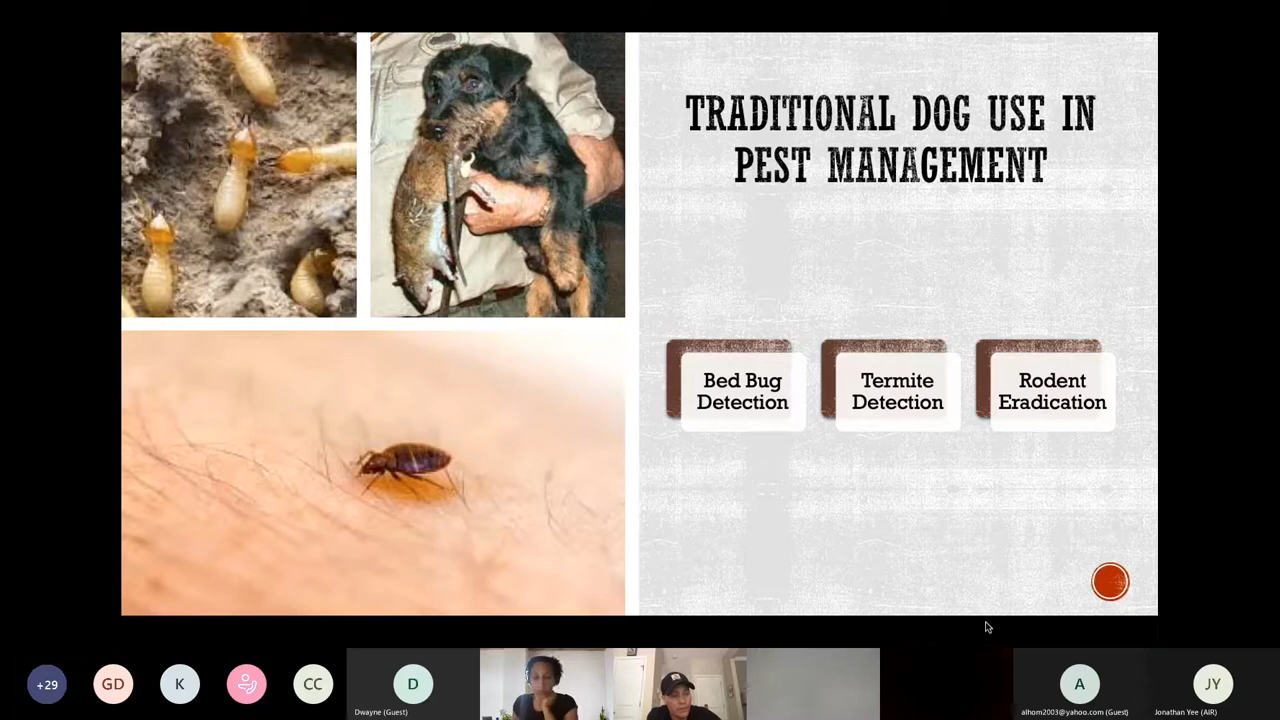 TRADITIONAL DOG USE IN
PEST MANAGEMENT
Bed Bug
Detection
Termite
Detection
Rodent
Eradication
+29
GD
K
CC
D
Dwayne (Guest)
A
alhom2003@yahoo.com (Guest)
JY
Jonathan Yee (AIR)